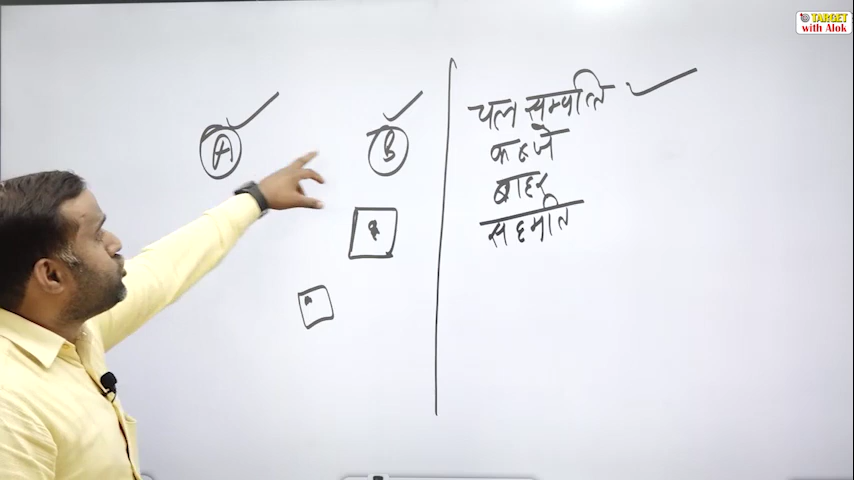 TARGET
with Alok
A
B
चल सम्पत्ति
कब्जे
बाहर
सहमति